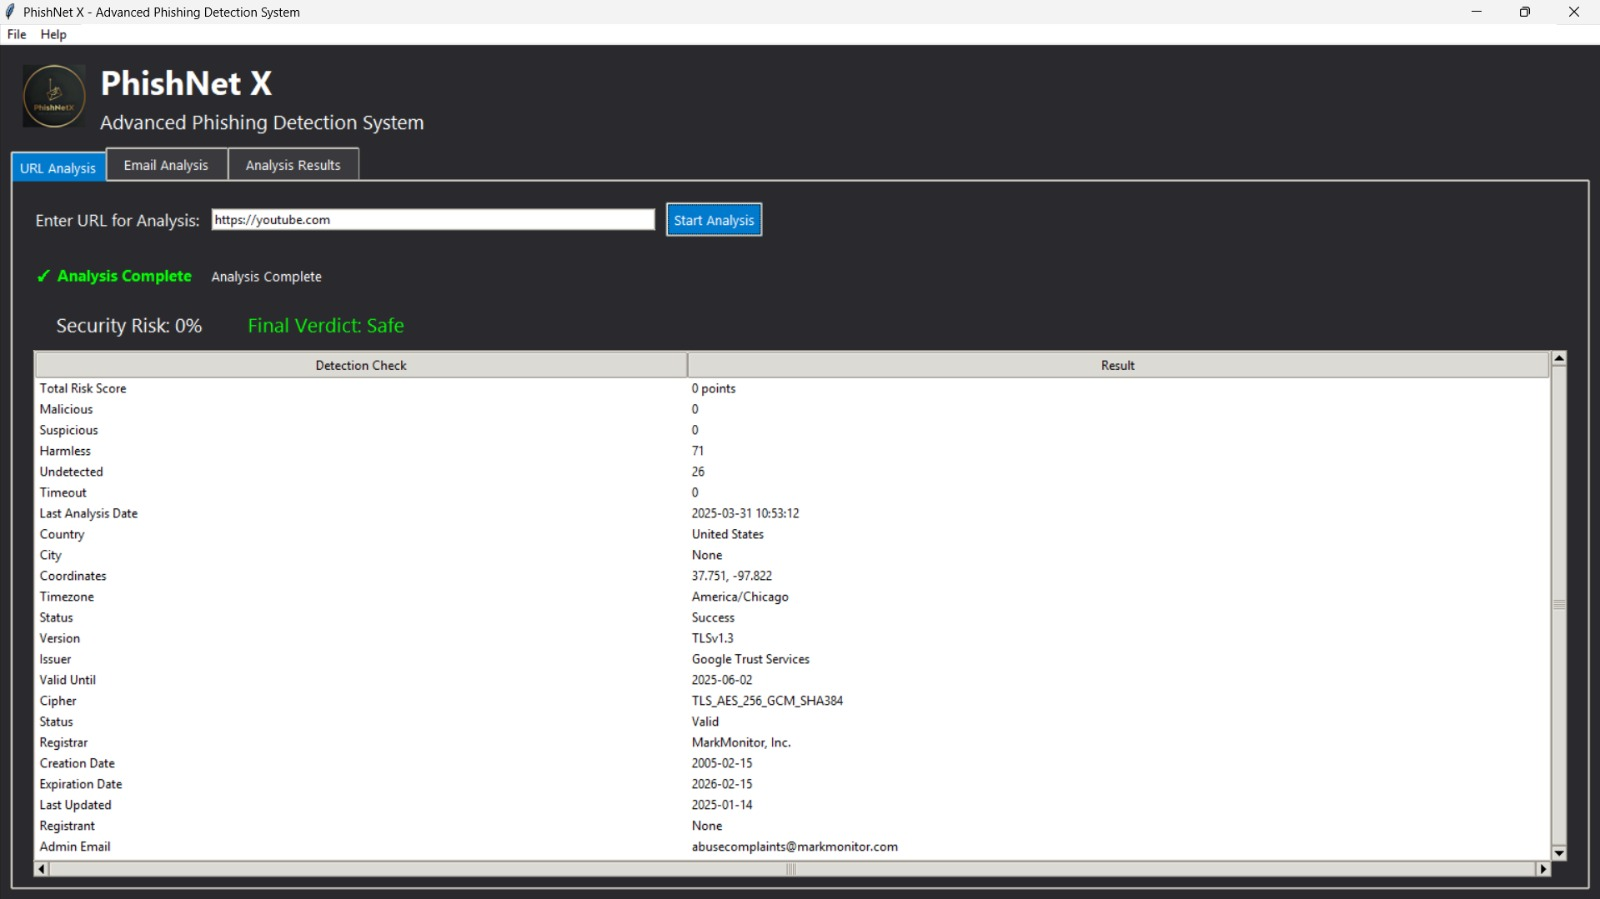 PhishNet X - Advanced Phishing Detection System
File Help
PhishNetX
PhishNet X
Advanced Phishing Detection System
URL Analysis Email Analysis Analysis Results
Enter URL for Analysis: https://youtube.com Start Analysis
✓ Analysis Complete Analysis Complete
Security Risk: 0% Final Verdict: Safe
Detection Check Result
Total Risk Score 0 points
Malicious 0
Suspicious 0
Harmless 71
Undetected 26
Timeout 0
Last Analysis Date 2025-03-31 10:53:12
Country United States
City None
Coordinates 37.751, -97.822
Timezone America/Chicago
Status Success
Version TLSv1.3
Issuer Google Trust Services
Valid Until 2025-06-02
Cipher TLS_AES_256_GCM_SHA384
Status Valid
Registrar MarkMonitor, Inc.
Creation Date 2005-02-15
Expiration Date 2026-02-15
Last Updated 2025-01-14
Registrant None
Admin Email abusecomplaints@markmonitor.com